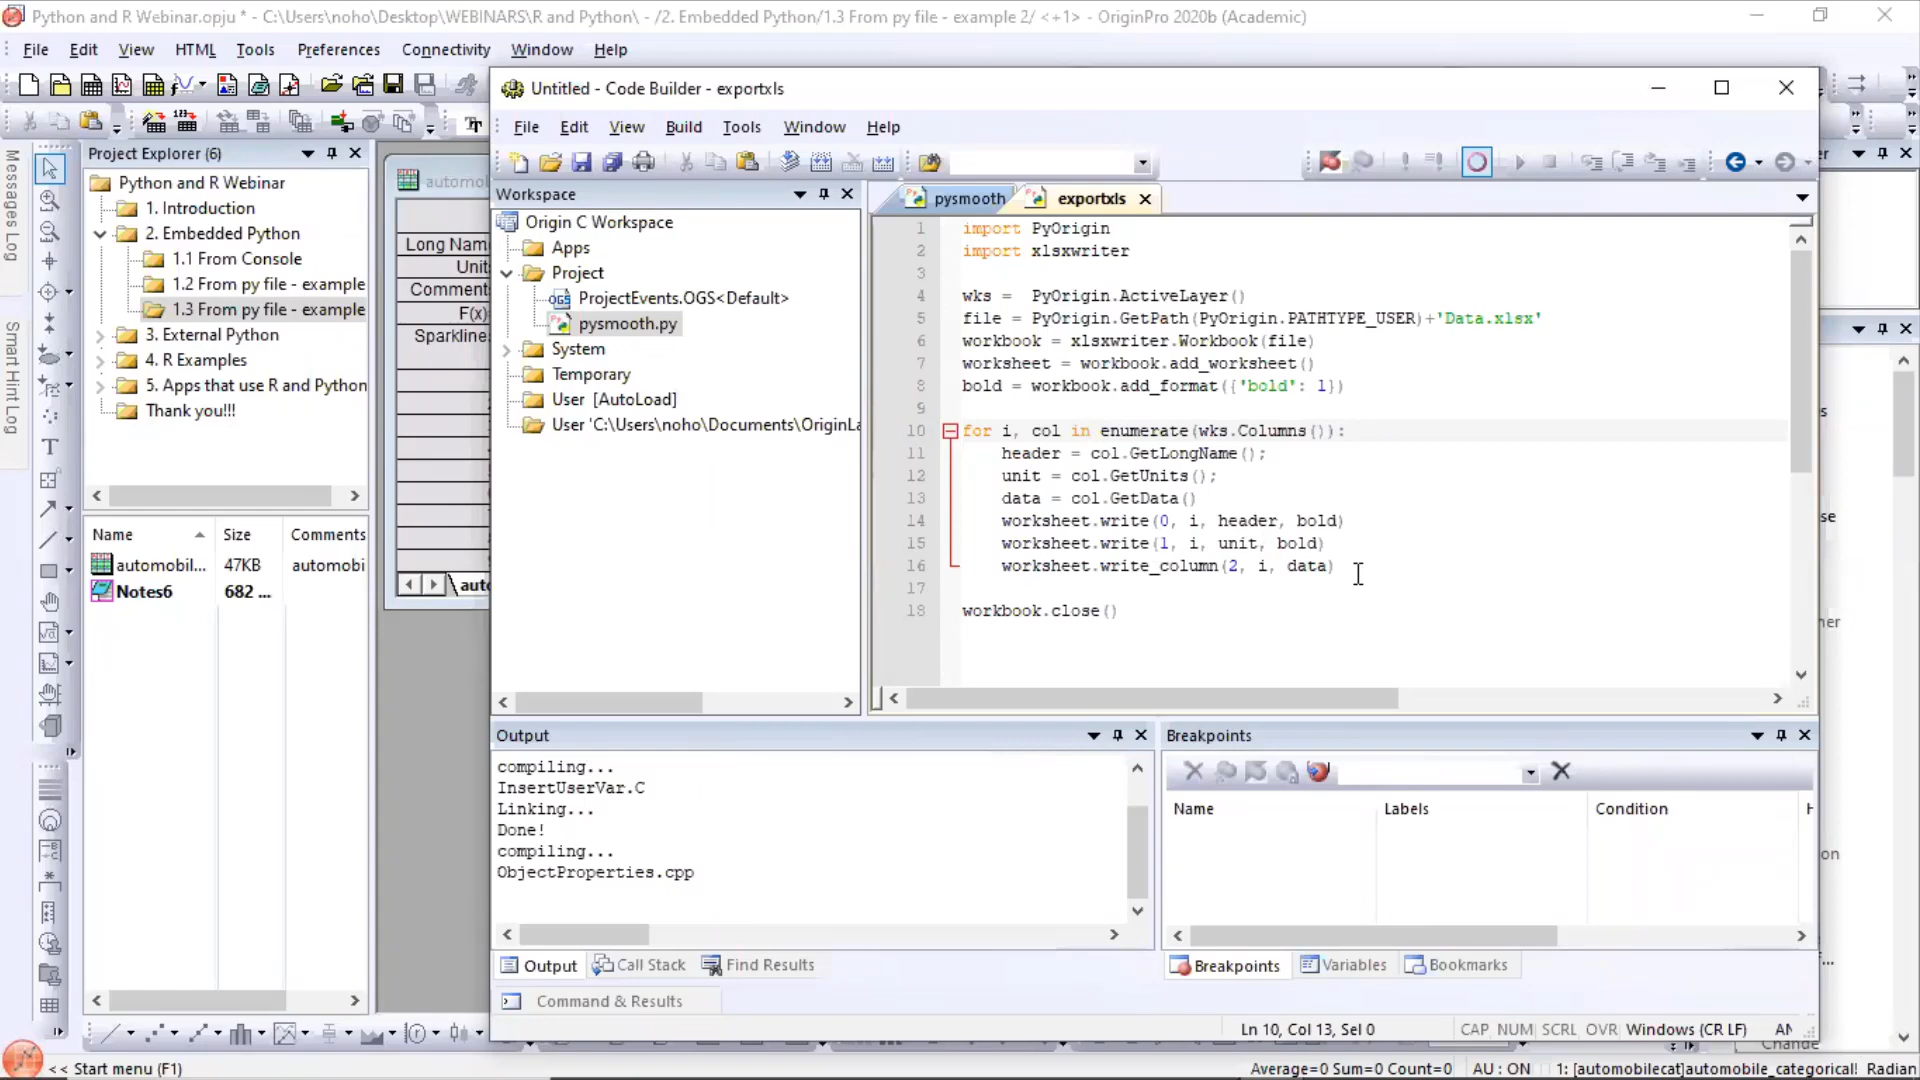 Python and R Webinar.opju * - C:\Users\noho\Desktop\WEBINARS\R and Python\ - /2. Embedded Python/1.3 From py file - example 2/ <+1> - OriginPro 2020b (Academic)
File Edit View HTML Tools Preferences Connectivity Window Help
Messages Log
Smart Hint Log
Project Explorer (6)
Python and R Webinar
1. Introduction
2. Embedded Python
1.1 From Console
1.2 From py file - example
1.3 From py file - example
3. External Python
4. R Examples
5. Apps that use R and Python
Thank you!!!
Name Size Comments
automobil... 47KB automobi
Notes6 682 ...
automob
Long Nam
Unit
Comment
F(x)
Sparkline
Untitled - Code Builder - exportxls
File Edit View Build Tools Window Help
Workspace
Origin C Workspace
Apps
Project
ProjectEvents.OGS<Default>
pysmooth.py
System
Temporary
User [AutoLoad]
User 'C:\Users\noho\Documents\OriginLa
pysmooth exportxls
1 import PyOrigin
2 import xlsxwriter
3
4 wks =  PyOrigin.ActiveLayer()
5 file = PyOrigin.GetPath(PyOrigin.PATHTYPE_USER)+'Data.xlsx'
6 workbook = xlsxwriter.Workbook(file)
7 worksheet = workbook.add_worksheet()
8 bold = workbook.add_format({'bold': 1})
9
10 for i, col in enumerate(wks.Columns()):
11 header = col.GetLongName();
12 unit = col.GetUnits();
13 data = col.GetData()
14 worksheet.write(0, i, header, bold)
15 worksheet.write(1, i, unit, bold)
16 worksheet.write_column(2, i, data)
17
18 workbook.close()
Output
compiling...
InsertUserVar.C
Linking...
Done!
compiling...
ObjectProperties.cpp
Output Call Stack Find Results
Command & Results
Breakpoints
Name Labels Condition H
Breakpoints Variables Bookmarks
Ln 10, Col 13, Sel 0 CAP NUM SCRL OVR Windows (CR LF) AN
<< Start menu (F1)
Average=0 Sum=0 Count=0 AU : ON 1: [automobilecat]automobile_categorical! Radian